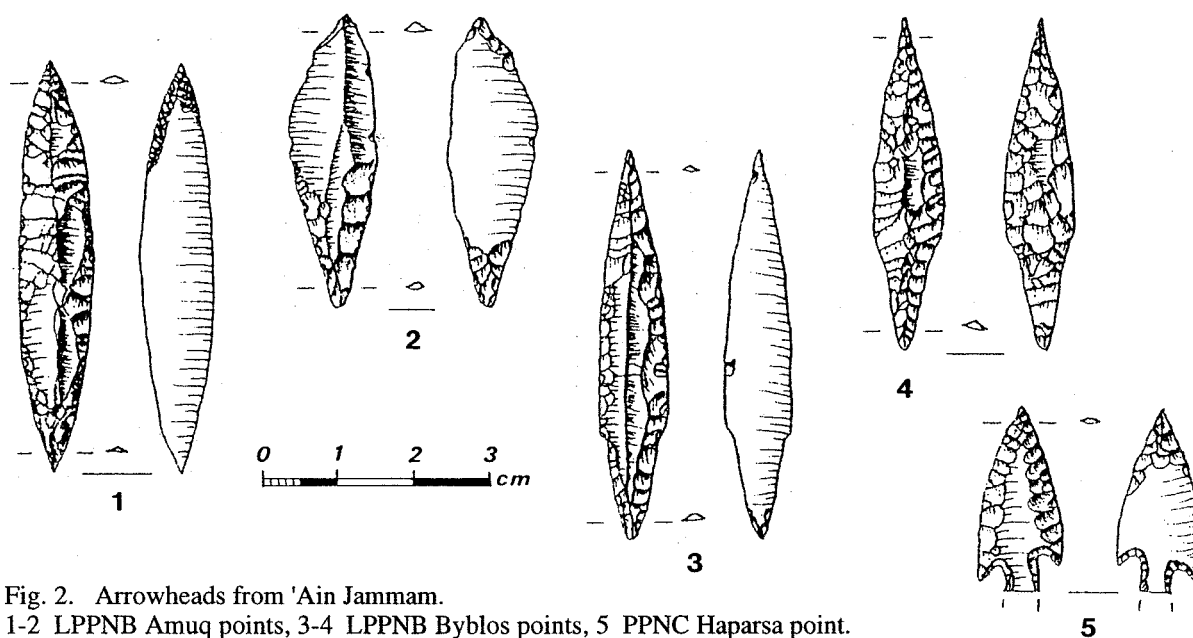 1
2
3
4
5
0 1 2 3
cm
Fig. 2. Arrowheads from 'Ain Jammam.
1-2 LPPNB Amuq points, 3-4 LPPNB Byblos points, 5 PPNC Haparsa point.